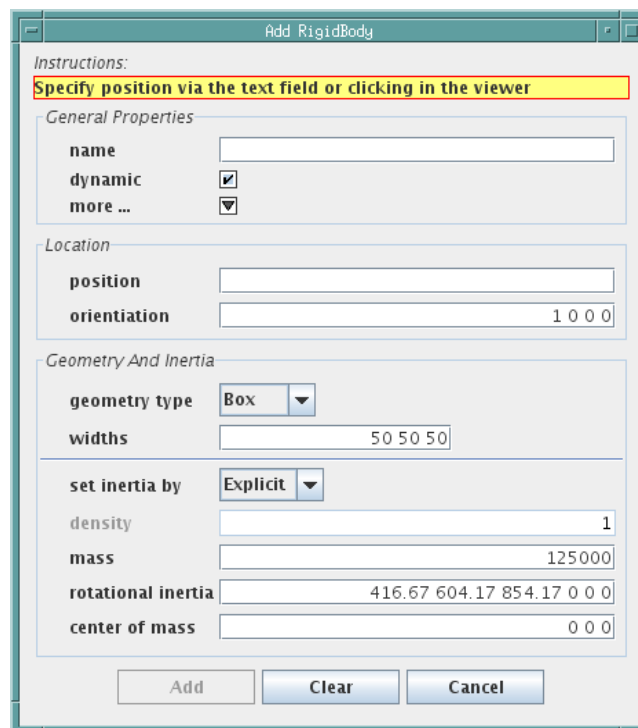 Add RigidBody
Instructions:
Specify position via the text field or clicking in the viewer
General Properties
name
dynamic
more ...
Location
position
orientiation 1 0 0 0
Geometry And Inertia
geometry type Box
widths 50 50 50
set inertia by Explicit
density 1
mass 125000
rotational inertia 416.67 604.17 854.17 0 0 0
center of mass 0 0 0
Add Clear Cancel